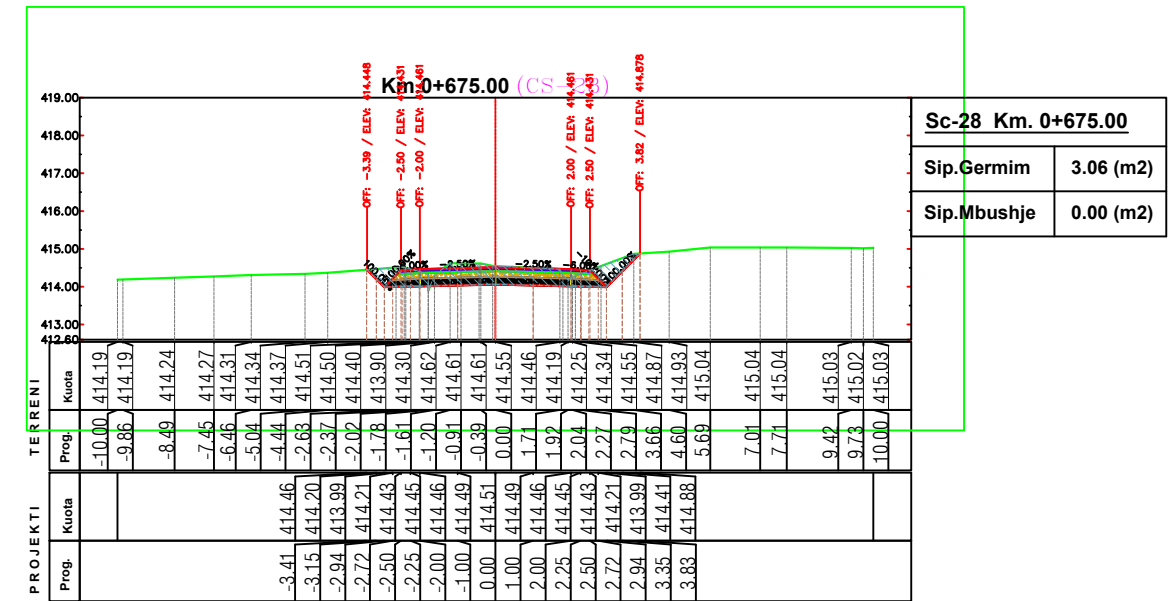 Km 0+675.00 (CS-28)
OFF: -3.39 / ELEV: 414.448
OFF: -2.50 / ELEV: 414.431
OFF: -2.00 / ELEV: 414.461
OFF: 2.00 / ELEV: 414.461
OFF: 2.50 / ELEV: 414.431
OFF: 3.82 / ELEV: 414.878
419.00
418.00
417.00
416.00
415.00
414.00
413.00
412.60
-2.50% -2.50%
100.00%
Sc-28 Km. 0+675.00
Sip.Germim 3.06 (m2)
Sip.Mbushje 0.00 (m2)
TERRENI
Kuota 414.19 414.19 414.24 414.27 414.31 414.34 414.37 414.51 414.50 414.40 413.90 414.30 414.62 414.61 414.61 414.55 414.46 414.19 414.25 414.34 414.55 414.87 414.93 415.04 415.04 415.04 415.03 415.02 415.03
Prog. -10.00 -9.86 -8.49 -7.45 -6.46 -5.04 -4.44 -2.63 -2.37 -2.02 -1.78 -1.61 -1.20 -0.91 -0.39 0.00 1.71 1.92 2.04 2.27 2.79 3.66 4.60 5.69 7.01 7.71 9.42 9.73 10.00
PROJEKTI
Kuota 414.46 414.20 413.99 414.21 414.43 414.45 414.46 414.49 414.51 414.49 414.46 414.45 414.43 414.21 413.99 414.41 414.88
Prog. -3.41 -3.15 -2.94 -2.72 -2.50 -2.25 -2.00 -1.00 0.00 1.00 2.00 2.25 2.50 2.72 2.94 3.35 3.83